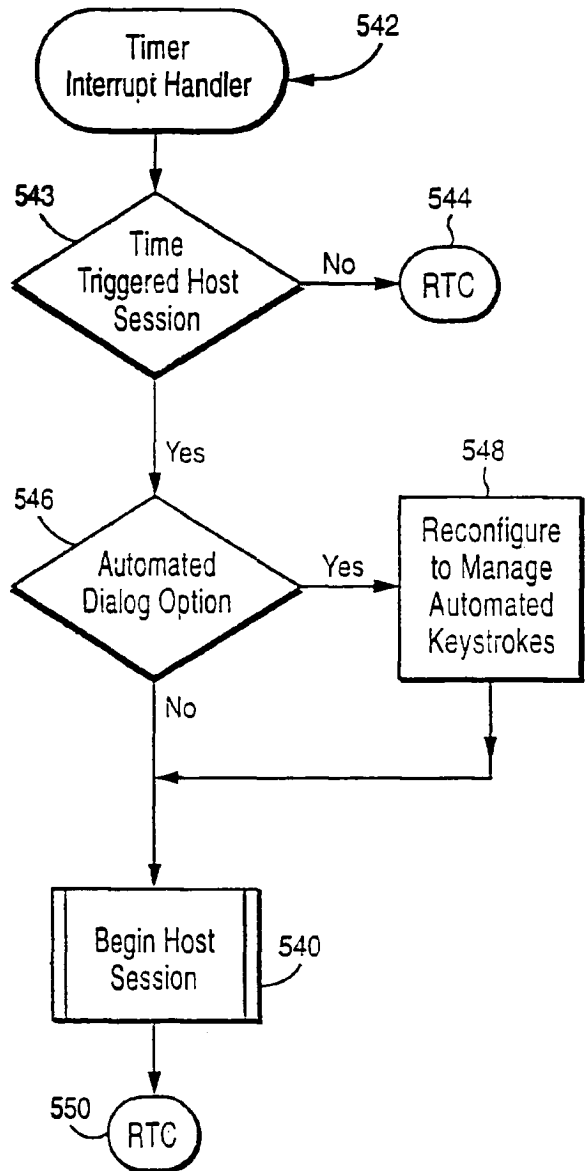 Timer
Interrupt Handler
542
543
Time
Triggered Host
Session
No
544
RTC
Yes
546
Automated
Dialog Option
Yes
548
Reconfigure
to Manage
Automated
Keystrokes
No
Begin Host
Session
540
550
RTC